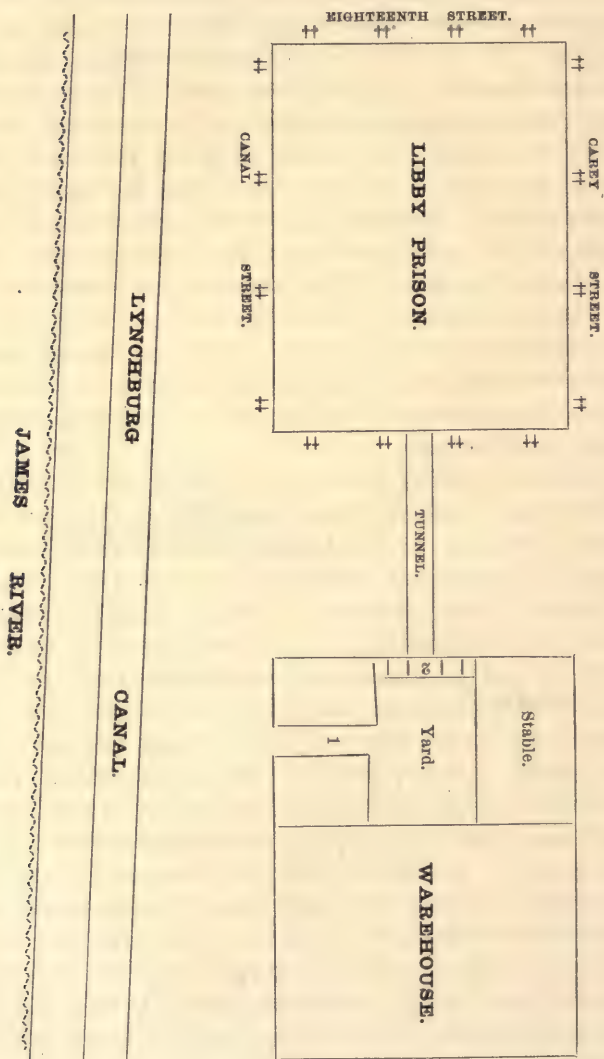 EIGHTEENTH STREET.
CAREY STREET.
LIBBY PRISON.
CANAL STREET.
TUNNEL.
Stable.
2
Yard.
1
WAREHOUSE.
LYNCHBURG CANAL.
JAMES RIVER.